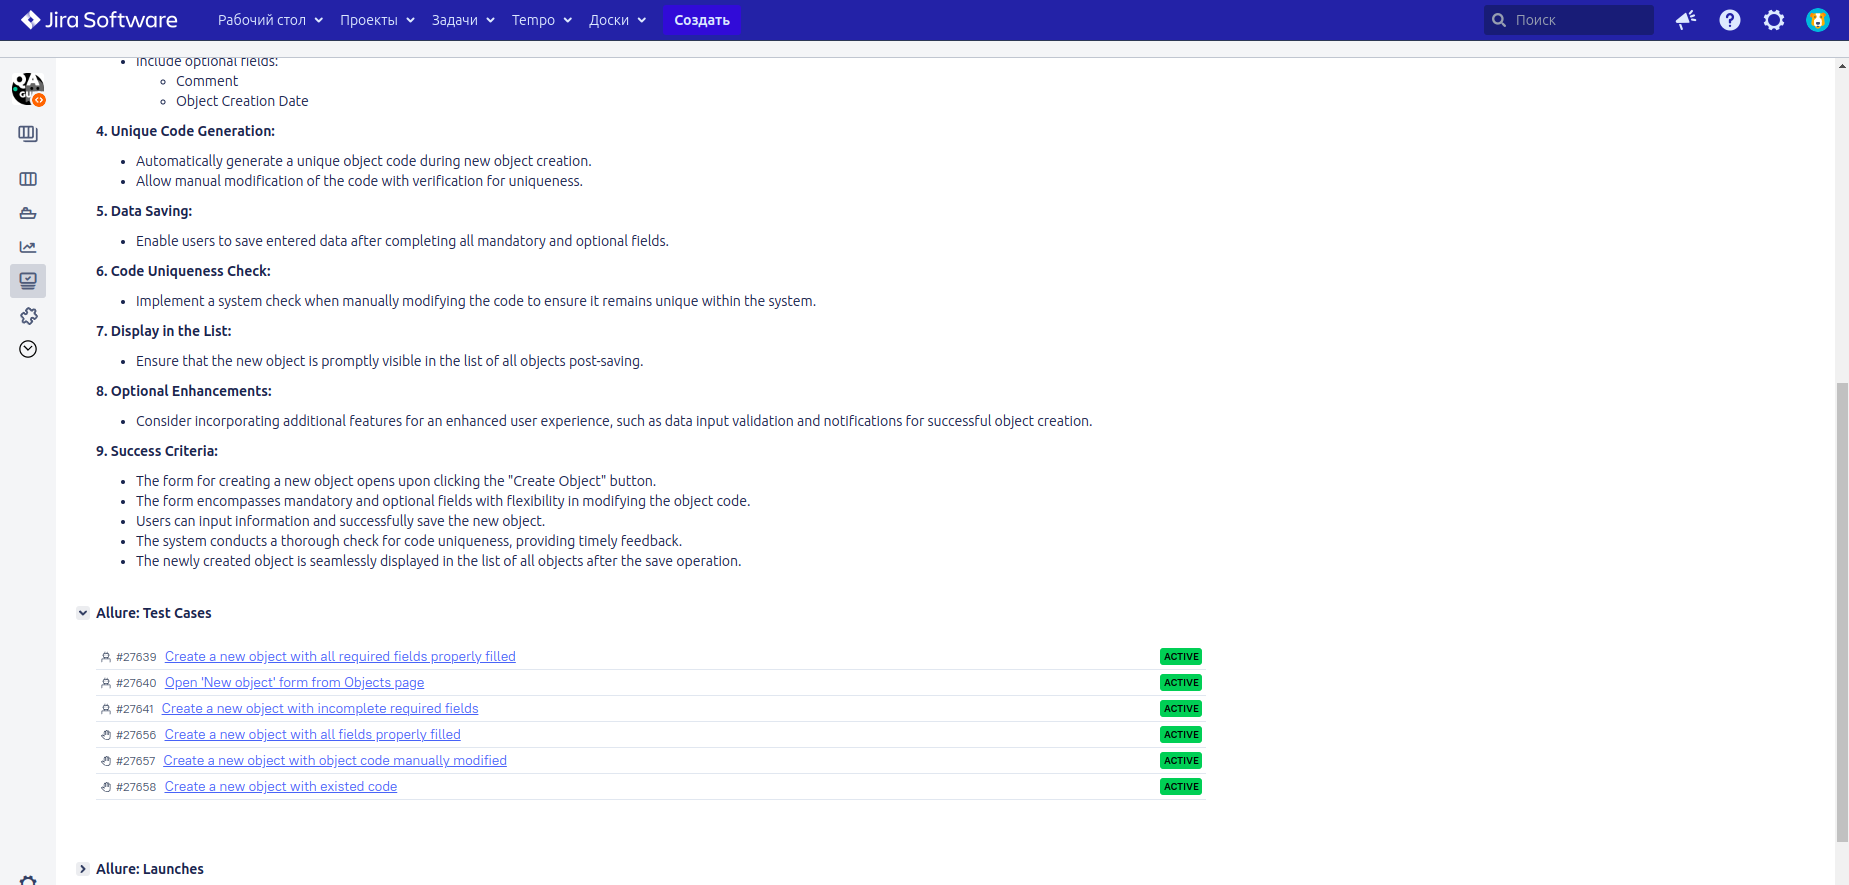 Jira Software
Рабочий стол
Проекты
Задачи
Tempo
Доски
Создать
Поиск
Include optional fields:
Comment
Object Creation Date
4. Unique Code Generation:
Automatically generate a unique object code during new object creation.
Allow manual modification of the code with verification for uniqueness.
5. Data Saving:
Enable users to save entered data after completing all mandatory and optional fields.
6. Code Uniqueness Check:
Implement a system check when manually modifying the code to ensure it remains unique within the system.
7. Display in the List:
Ensure that the new object is promptly visible in the list of all objects post-saving.
8. Optional Enhancements:
Consider incorporating additional features for an enhanced user experience, such as data input validation and notifications for successful object creation.
9. Success Criteria:
The form for creating a new object opens upon clicking the "Create Object" button.
The form encompasses mandatory and optional fields with flexibility in modifying the object code.
Users can input information and successfully save the new object.
The system conducts a thorough check for code uniqueness, providing timely feedback.
The newly created object is seamlessly displayed in the list of all objects after the save operation.
Allure: Test Cases
#27639 Create a new object with all required fields properly filled ACTIVE
#27640 Open 'New object' form from Objects page ACTIVE
#27641 Create a new object with incomplete required fields ACTIVE
#27656 Create a new object with all fields properly filled ACTIVE
#27657 Create a new object with object code manually modified ACTIVE
#27658 Create a new object with existed code ACTIVE
Allure: Launches